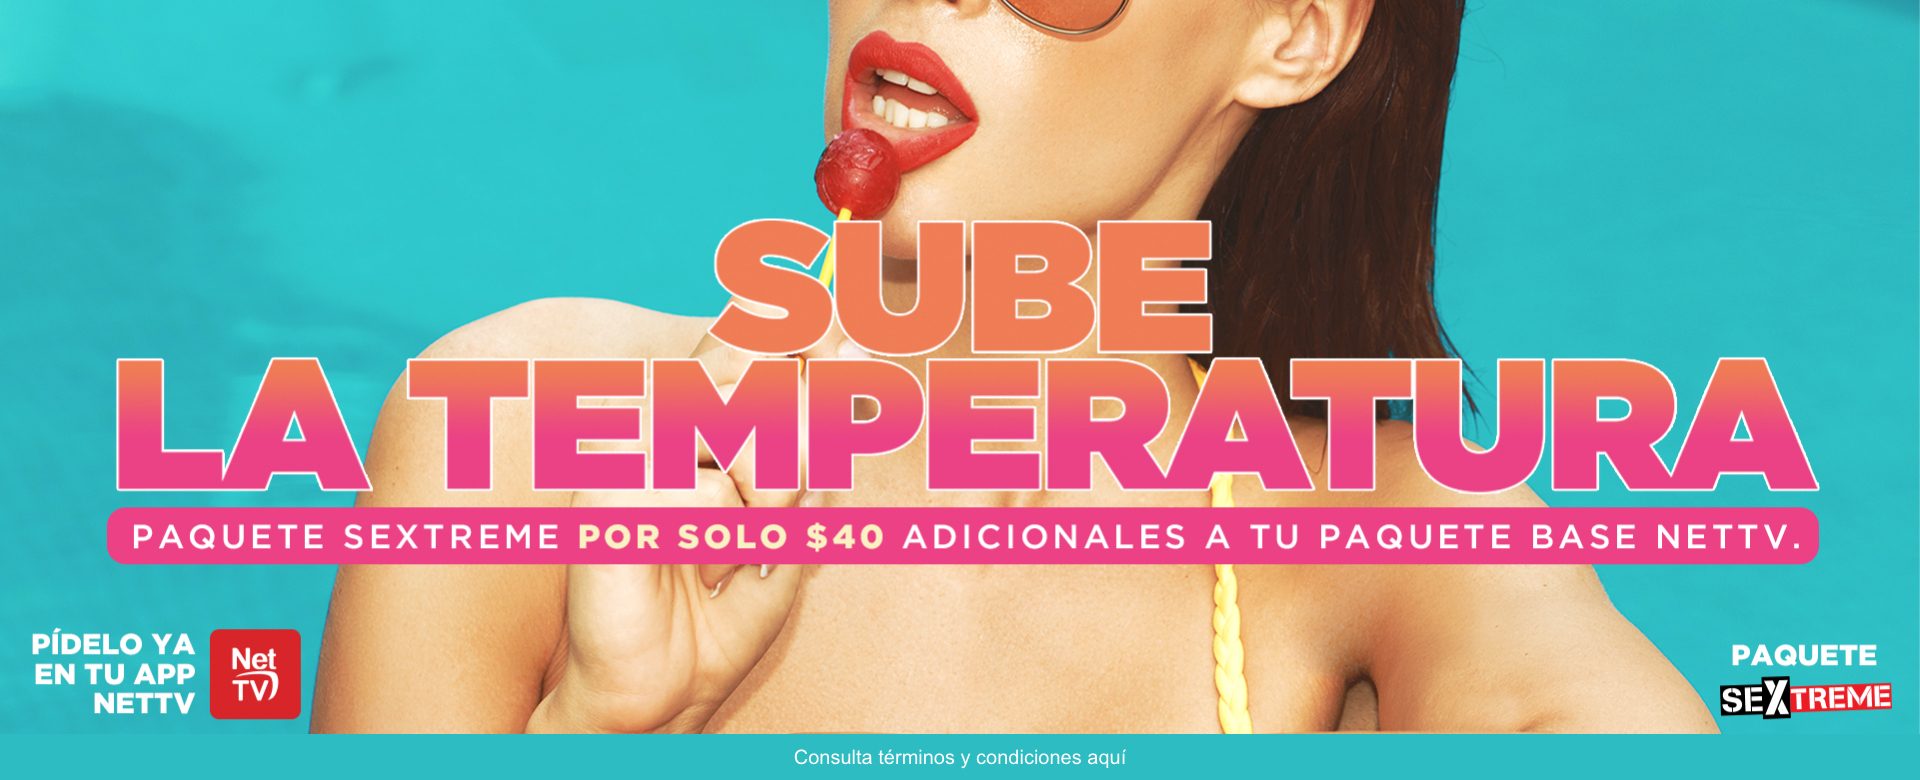 SUBE
LA TEMPERATURA
PAQUETE SEXTREME POR SOLO $40 ADICIONALES A TU PAQUETE BASE NETTV.
PÍDELO YA
EN TU APP
NETTV
Net
TV
PAQUETE
SEXTREME
Consulta términos y condiciones aquí